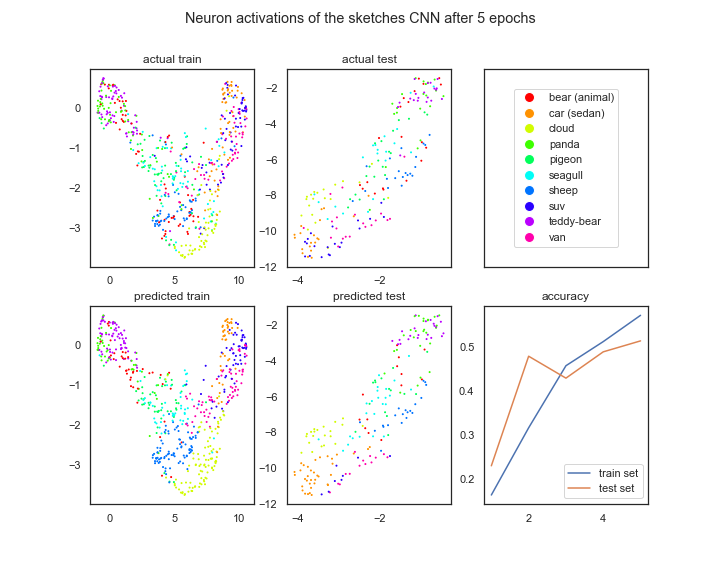 Neuron activations of the sketches CNN after 5 epochs
actual train
0
−1
−2
−3
0 5 10
actual test
−2
−4
−6
−8
−10
−12
−4 −2
bear (animal)
car (sedan)
cloud
panda
pigeon
seagull
sheep
suv
teddy-bear
van
predicted train
0
−1
−2
−3
0 5 10
predicted test
−2
−4
−6
−8
−10
−12
−4 −2
accuracy
0.5
0.4
0.3
0.2
train set
test set
2 4